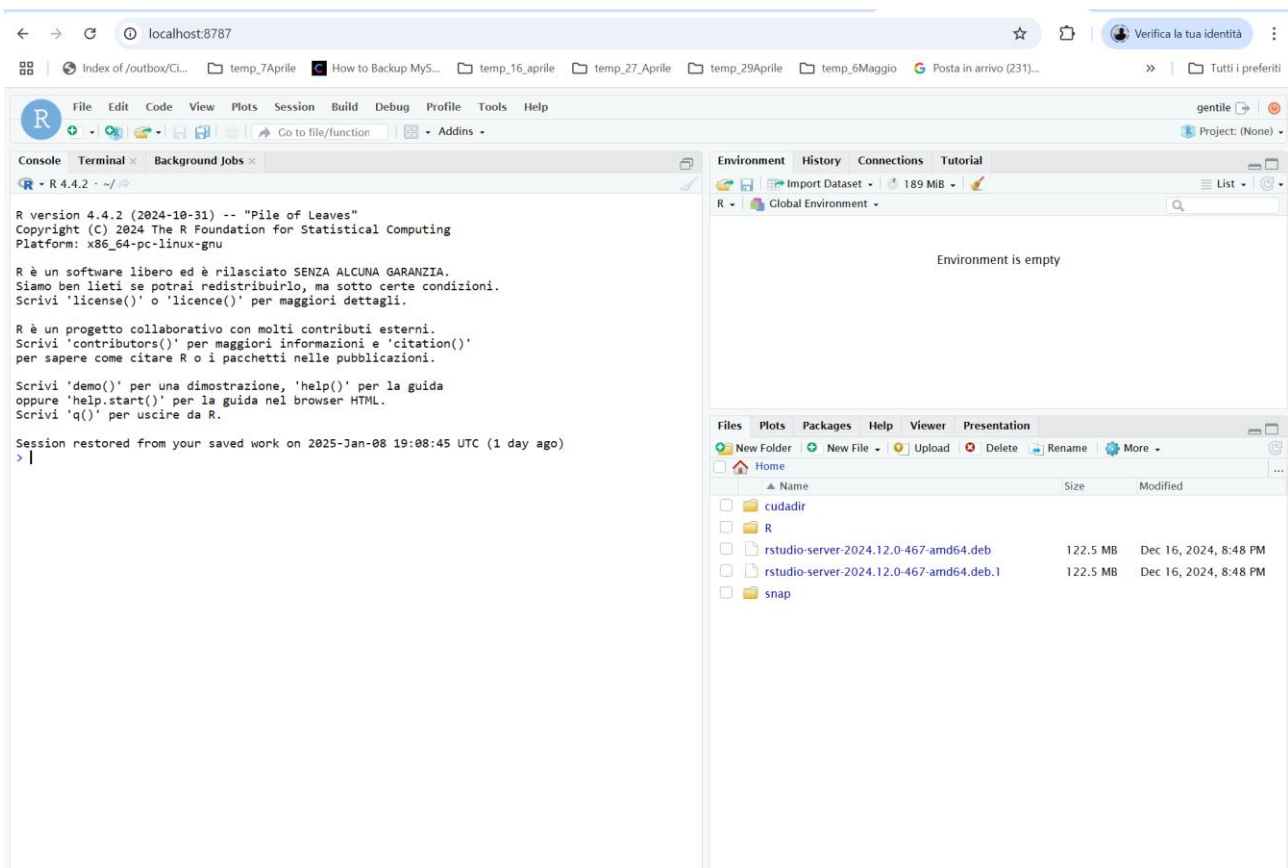 localhost:8787
Verifica la tua identità
Index of /outbox/Ci...
temp_7Aprile
How to Backup MyS...
temp_16_aprile
temp_27_Aprile
temp_29Aprile
temp_6Maggio
Posta in arrivo (231)...
»
Tutti i preferiti
File Edit Code View Plots Session Build Debug Profile Tools Help
gentile
Go to file/function
Addins
Project: (None)
Console Terminal Background Jobs
R 4.4.2 · ~/
R version 4.4.2 (2024-10-31) -- "Pile of Leaves"
Copyright (C) 2024 The R Foundation for Statistical Computing
Platform: x86_64-pc-linux-gnu
R è un software libero ed è rilasciato SENZA ALCUNA GARANZIA.
Siamo ben lieti se potrai redistribuirlo, ma sotto certe condizioni.
Scrivi 'license()' o 'licence()' per maggiori dettagli.
R è un progetto collaborativo con molti contributi esterni.
Scrivi 'contributors()' per maggiori informazioni e 'citation()'
per sapere come citare R o i pacchetti nelle pubblicazioni.
Scrivi 'demo()' per una dimostrazione, 'help()' per la guida
oppure 'help.start()' per la guida nel browser HTML.
Scrivi 'q()' per uscire da R.
Session restored from your saved work on 2025-Jan-08 19:08:45 UTC (1 day ago)
>
Environment History Connections Tutorial
Import Dataset 189 MiB List
R Global Environment
Environment is empty
Files Plots Packages Help Viewer Presentation
New Folder New File Upload Delete Rename More
Home ...
Name Size Modified
cudadir
R
rstudio-server-2024.12.0-467-amd64.deb 122.5 MB Dec 16, 2024, 8:48 PM
rstudio-server-2024.12.0-467-amd64.deb.1 122.5 MB Dec 16, 2024, 8:48 PM
snap